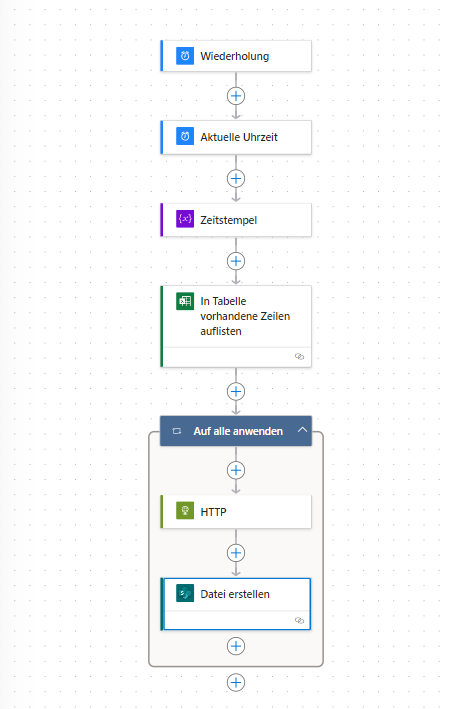 Wiederholung
Aktuelle Uhrzeit
{x}
Zeitstempel
In Tabelle
vorhandene Zeilen
auflisten
Auf alle anwenden
HTTP
Datei erstellen